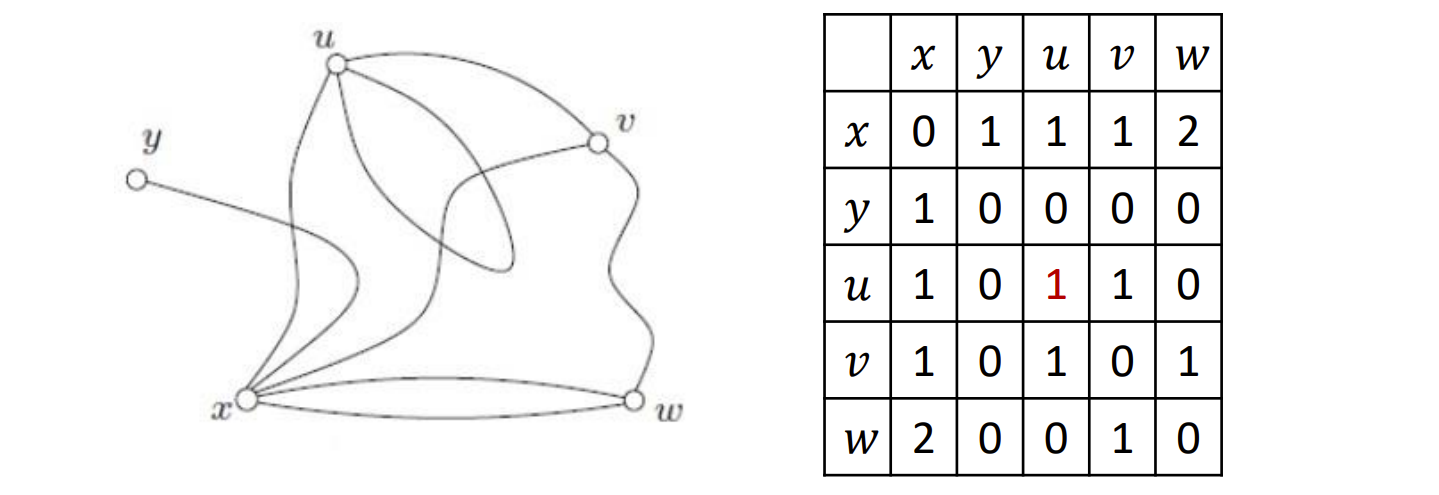 u
v
y
x
w
x y u v w
x 0 1 1 1 2
y 1 0 0 0 0
u 1 0 1 1 0
v 1 0 1 0 1
w 2 0 0 1 0